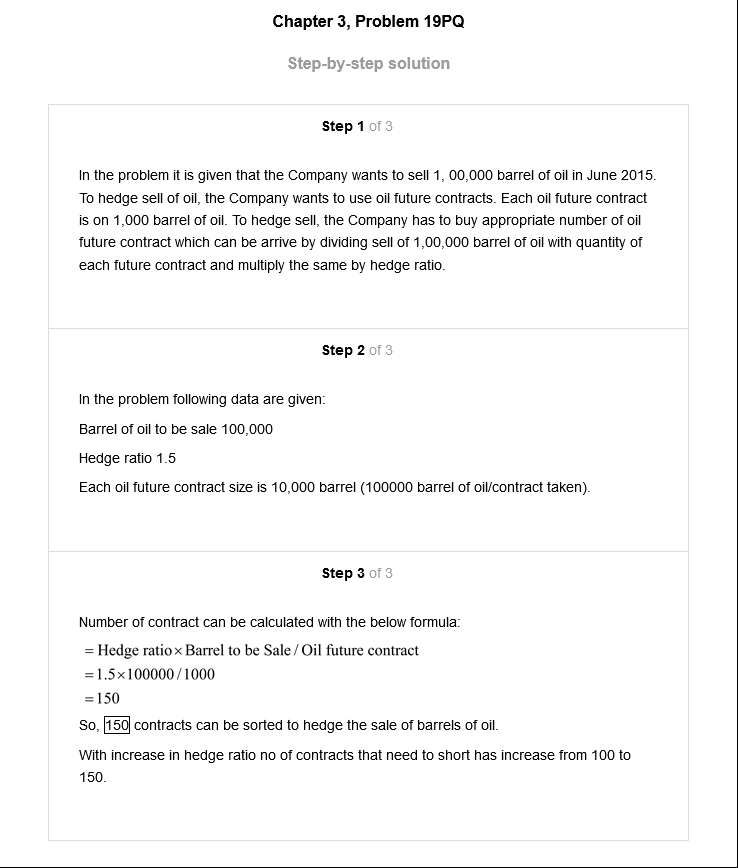 Chapter 3, Problem 19PQ
Step-by-step solution
Step 1 of 3
In the problem it is given that the Company wants to sell 1, 00,000 barrel of oil in June 2015.
To hedge sell of oil, the Company wants to use oil future contracts. Each oil future contract
is on 1,000 barrel of oil. To hedge sell, the Company has to buy appropriate number of oil
future contract which can be arrive by dividing sell of 1,00,000 barrel of oil with quantity of
each future contract and multiply the same by hedge ratio.
Step 2 of 3
In the problem following data are given:
Barrel of oil to be sale 100,000
Hedge ratio 1.5
Each oil future contract size is 10,000 barrel (100000 barrel of oil/contract taken).
Step 3 of 3
Number of contract can be calculated with the below formula:
= Hedge ratio × Barrel to be Sale / Oil future contract
= 1.5×100000 / 1000
= 150
So, 150 contracts can be sorted to hedge the sale of barrels of oil.
With increase in hedge ratio no of contracts that need to short has increase from 100 to
150.